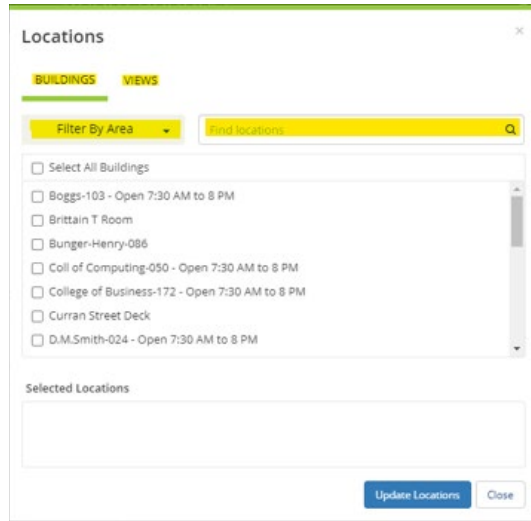 Locations
×
BUILDINGS VIEWS
Filter By Area Find locations
Select All Buildings
Boggs-103 - Open 7:30 AM to 8 PM
Brittain T Room
Bunger-Henry-086
Coll of Computing-050 - Open 7:30 AM to 8 PM
College of Business-172 - Open 7:30 AM to 8 PM
Curran Street Deck
D.M.Smith-024 - Open 7:30 AM to 8 PM
Selected Locations
Update Locations Close